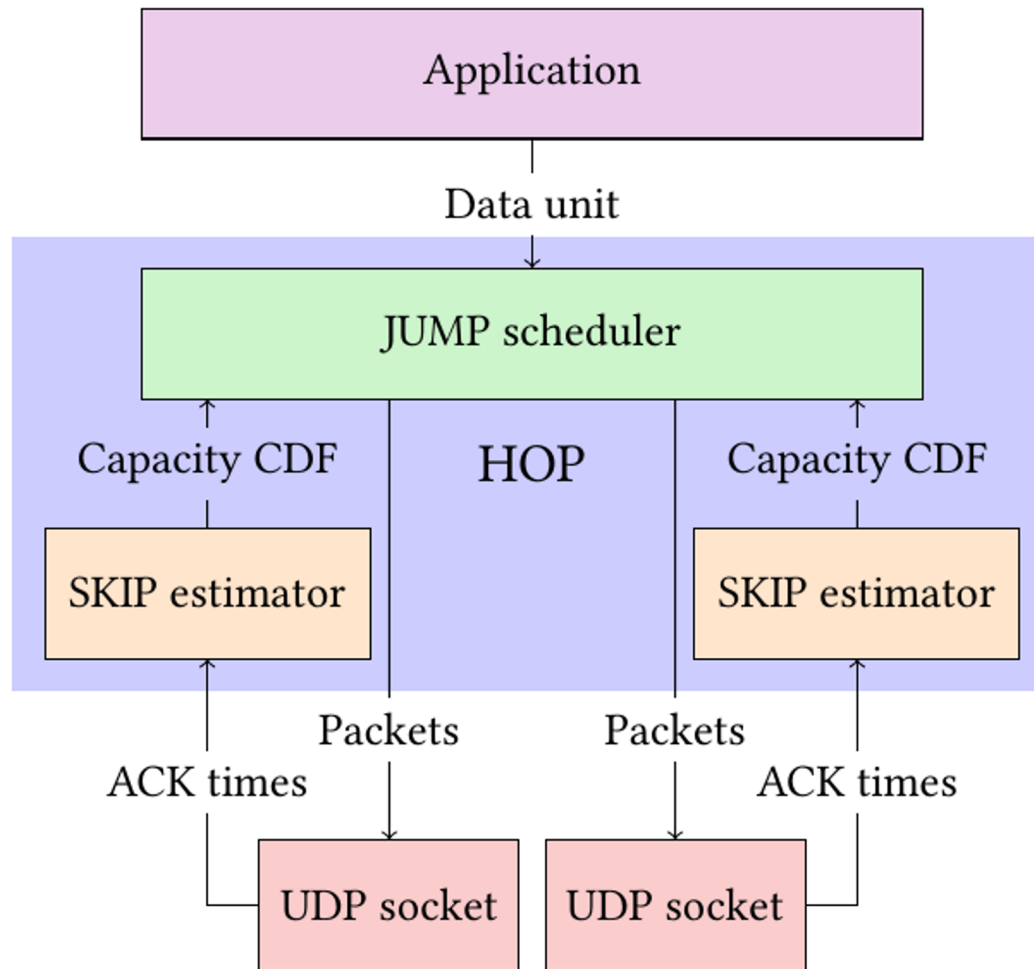 Application
Data unit
JUMP scheduler
Capacity CDF
HOP
Capacity CDF
SKIP estimator
SKIP estimator
Packets
Packets
ACK times
ACK times
UDP socket
UDP socket